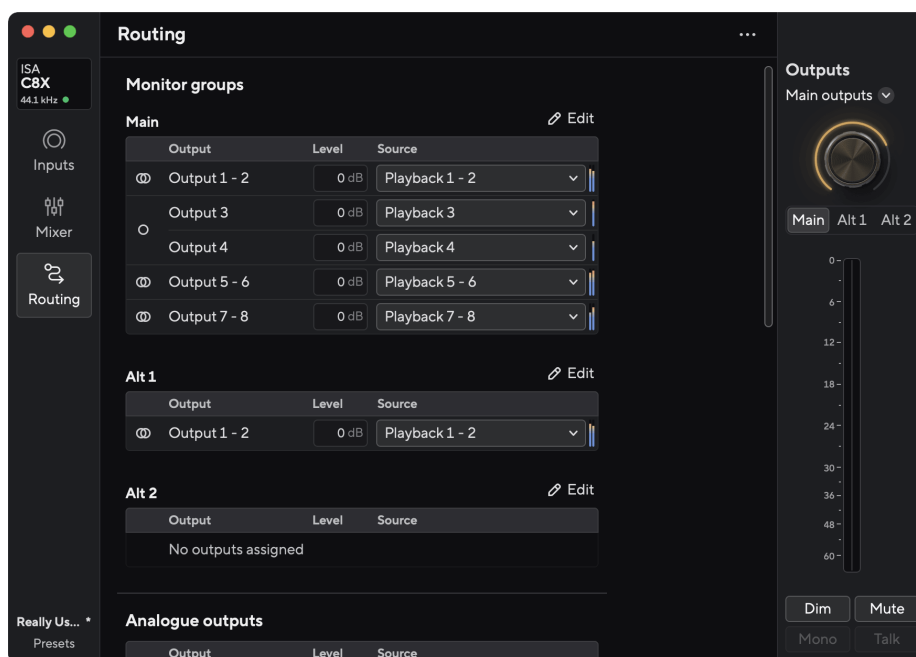 Routing
...
ISA
C8X
44.1 kHz
Inputs
Mixer
Routing
Really Us... *
Presets
Monitor groups
Main
Edit
Output Level Source
Output 1 - 2 0 dB Playback 1 - 2
Output 3 0 dB Playback 3
Output 4 0 dB Playback 4
Output 5 - 6 0 dB Playback 5 - 6
Output 7 - 8 0 dB Playback 7 - 8
Alt 1
Edit
Output Level Source
Output 1 - 2 0 dB Playback 1 - 2
Alt 2
Edit
Output Level Source
No outputs assigned
Analogue outputs
Output Level Source
Outputs
Main outputs
Main Alt 1 Alt 2
0
6
12
18
24
30
36
48
60
Dim Mute
Mono Talk